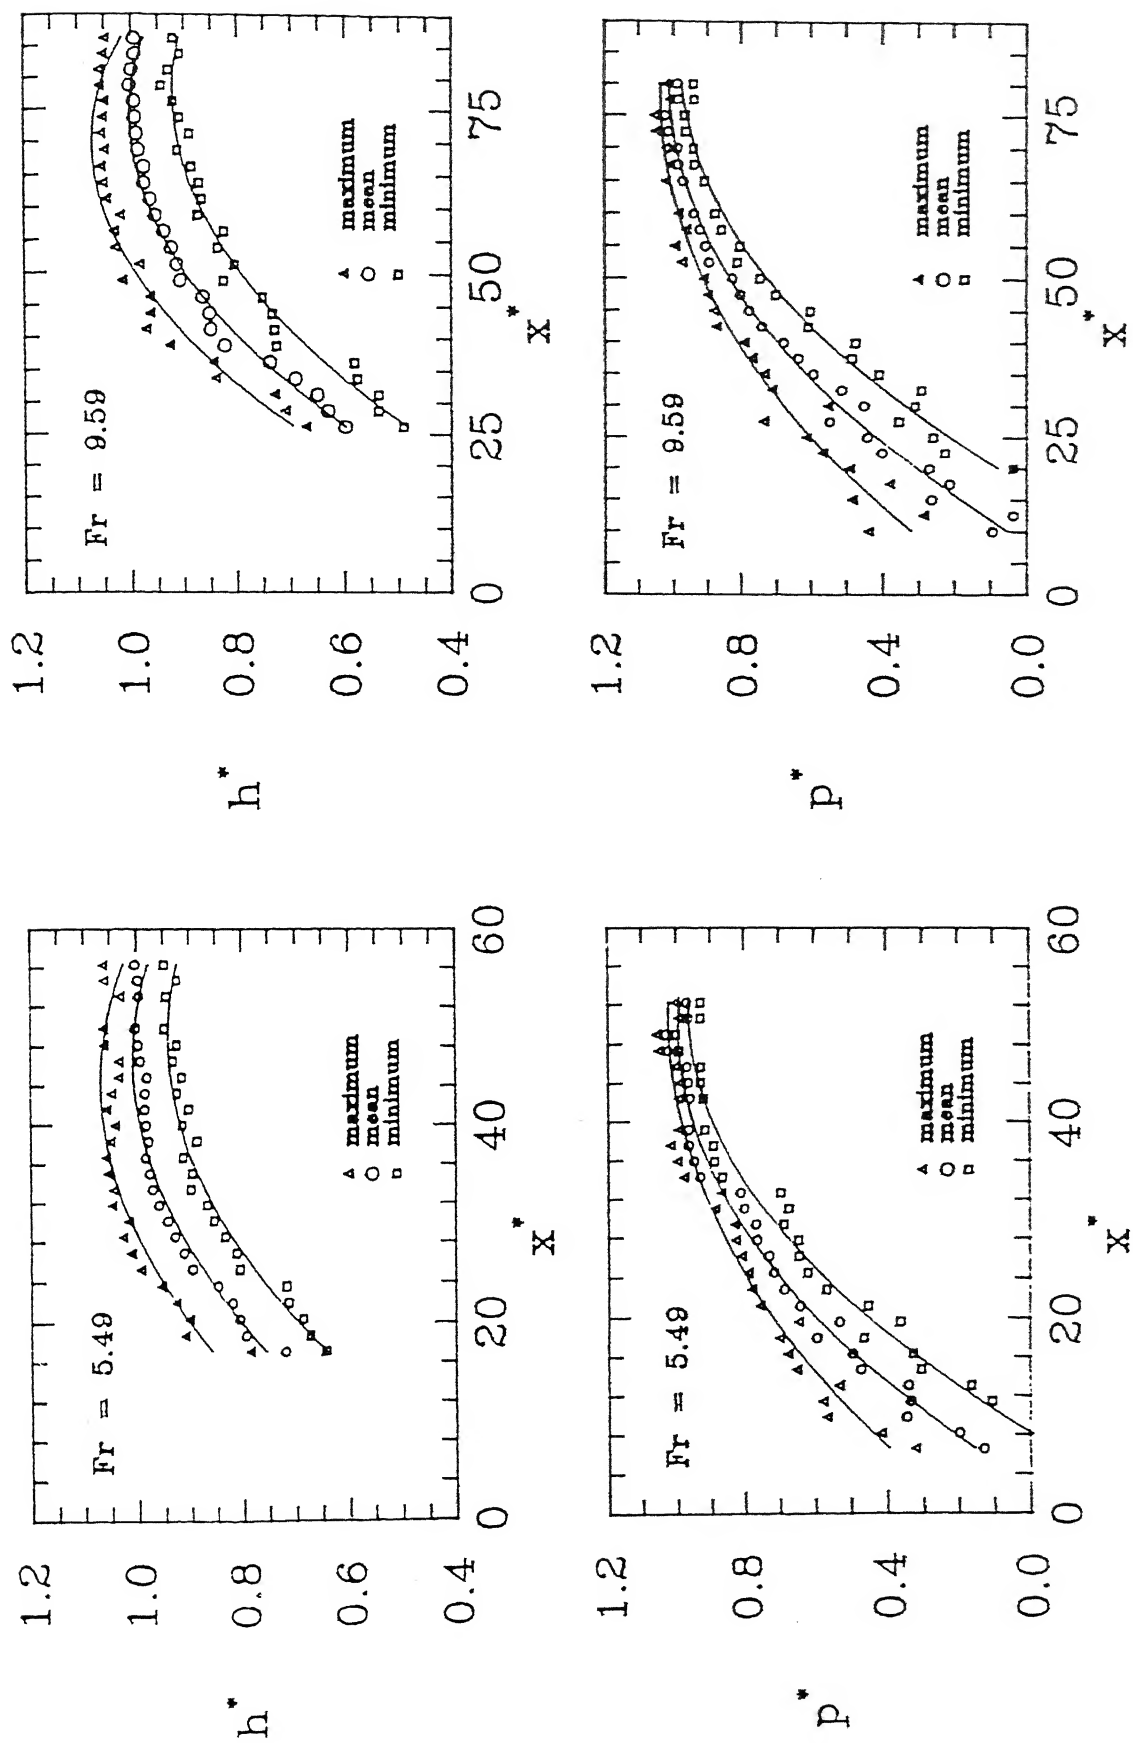 h*
1.2
1.0
0.8
0.6
0.4
Fr = 5.49
▲ maximum
○ mean
□ minimum
0 20 40 60
x*
h*
1.2
1.0
0.8
0.6
0.4
Fr = 9.59
▲ maximum
○ mean
□ minimum
0 25 50 75
x*
p*
1.2
0.8
0.4
0.0
Fr = 5.49
▲ maximum
○ mean
□ minimum
0 20 40 60
x*
p*
1.2
0.8
0.4
0.0
Fr = 9.59
▲ maximum
○ mean
□ minimum
0 25 50 75
x*